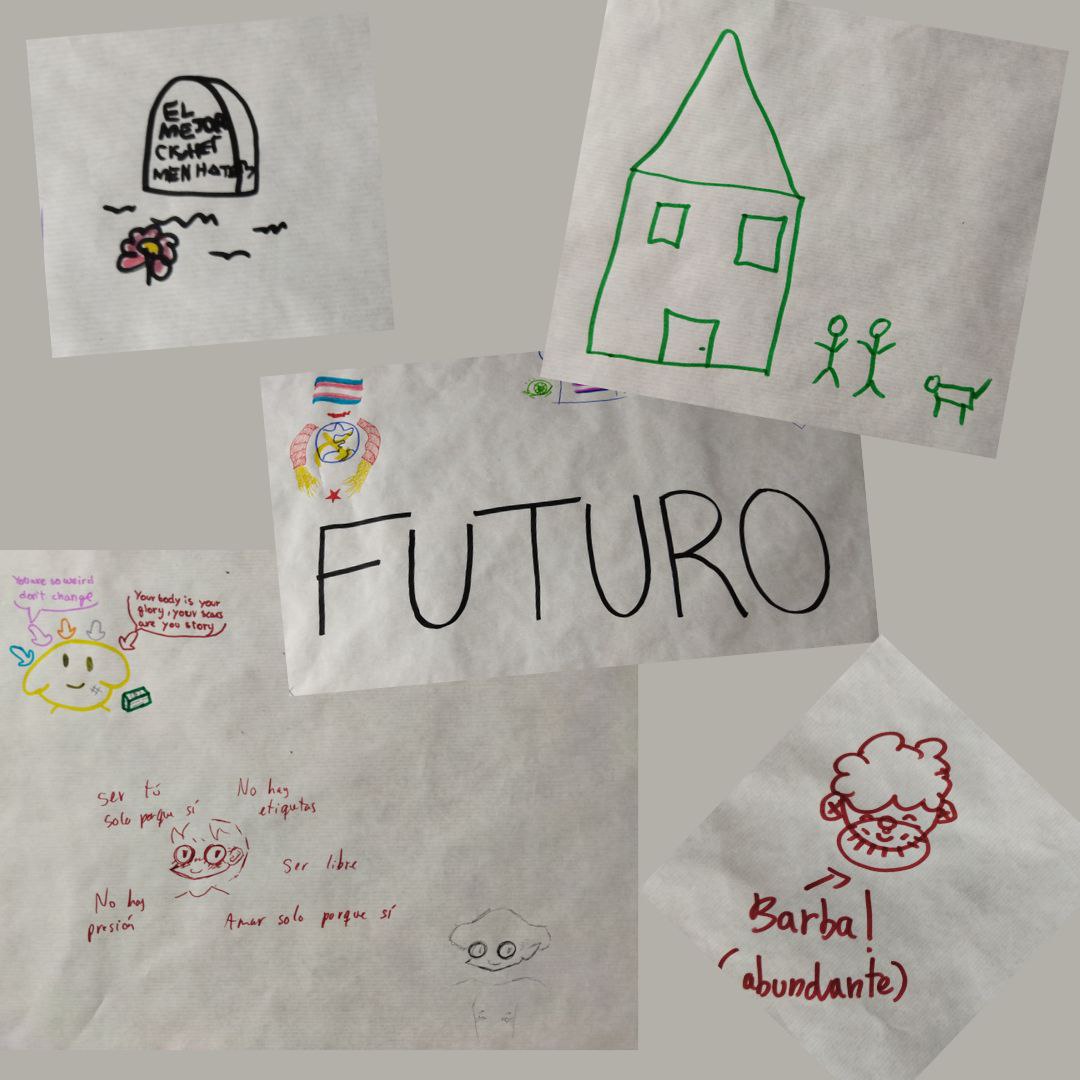 EL
MEJOR
FUTURO
You are so weird
don't change
Your body is your
glory, your scars
are you story
ser tú
solo porque sí
No hay
etiquetas
Ser libre
No hay
presión
Amar solo porque sí
Barba!
(abundante)